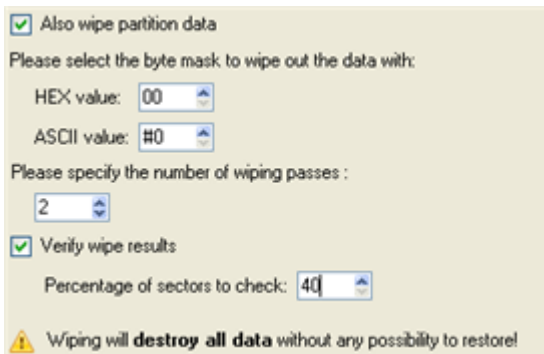 Also wipe partition data
Please select the byte mask to wipe out the data with:
HEX value: 00
ASCII value: #0
Please specify the number of wiping passes :
2
Verify wipe results
Percentage of sectors to check: 40
Wiping will destroy all data without any possibility to restore!